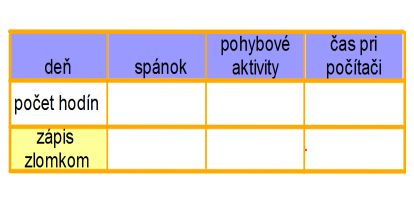 deň spánok pohybové aktivity čas pri počítači
počet hodín
zápis zlomkom